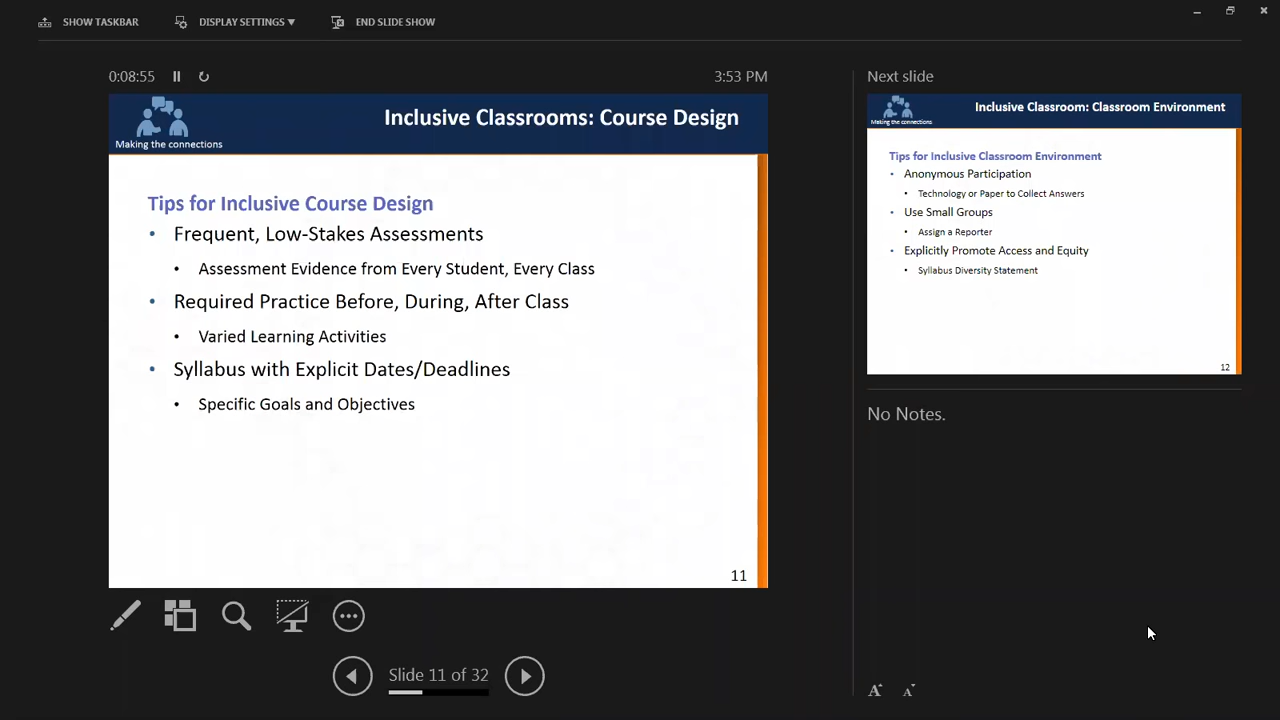 SHOW TASKBAR
DISPLAY SETTINGS
END SLIDE SHOW
0:08:55
3:53 PM
Making the connections
Inclusive Classrooms: Course Design
Tips for Inclusive Course Design
• Frequent, Low-Stakes Assessments
• Assessment Evidence from Every Student, Every Class
• Required Practice Before, During, After Class
• Varied Learning Activities
• Syllabus with Explicit Dates/Deadlines
• Specific Goals and Objectives
11
Slide 11 of 32
Next slide
Making the connections
Inclusive Classroom: Classroom Environment
Tips for Inclusive Classroom Environment
• Anonymous Participation
• Technology or Paper to Collect Answers
• Use Small Groups
• Assign a Reporter
• Explicitly Promote Access and Equity
• Syllabus Diversity Statement
12
No Notes.
A A